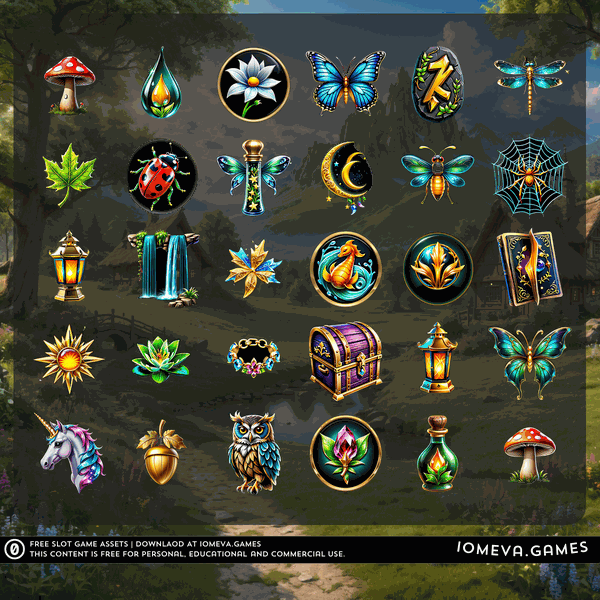 FREE SLOT GAME ASSETS | DOWNLAOD AT IOMEVA.GAMES
THIS CONTENT IS FREE FOR PERSONAL, EDUCATIONAL AND COMMERCIAL USE.
IOMEVA.GAMES